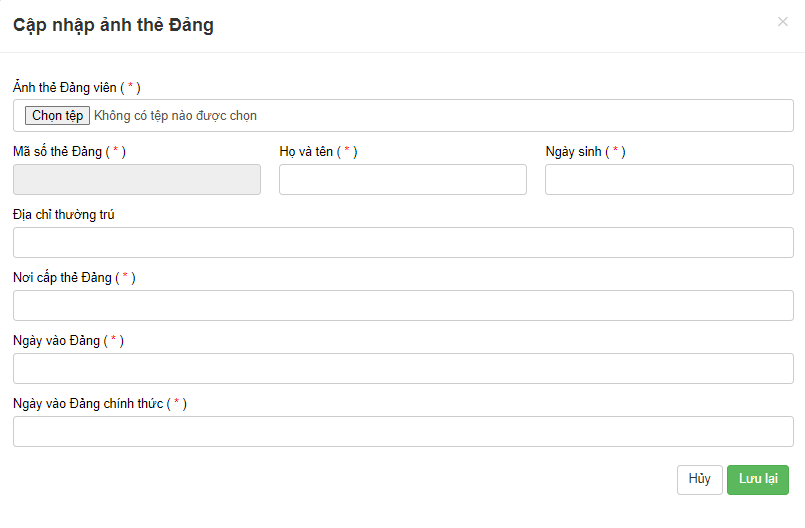 Cập nhập ảnh thẻ Đảng
×
Ảnh thẻ Đảng viên ( * )
Chọn tệp Không có tệp nào được chọn
Mã số thẻ Đảng ( * ) Họ và tên ( * ) Ngày sinh ( * )
Địa chỉ thường trú
Nơi cấp thẻ Đảng ( * )
Ngày vào Đảng ( * )
Ngày vào Đảng chính thức ( * )
Hủy Lưu lại